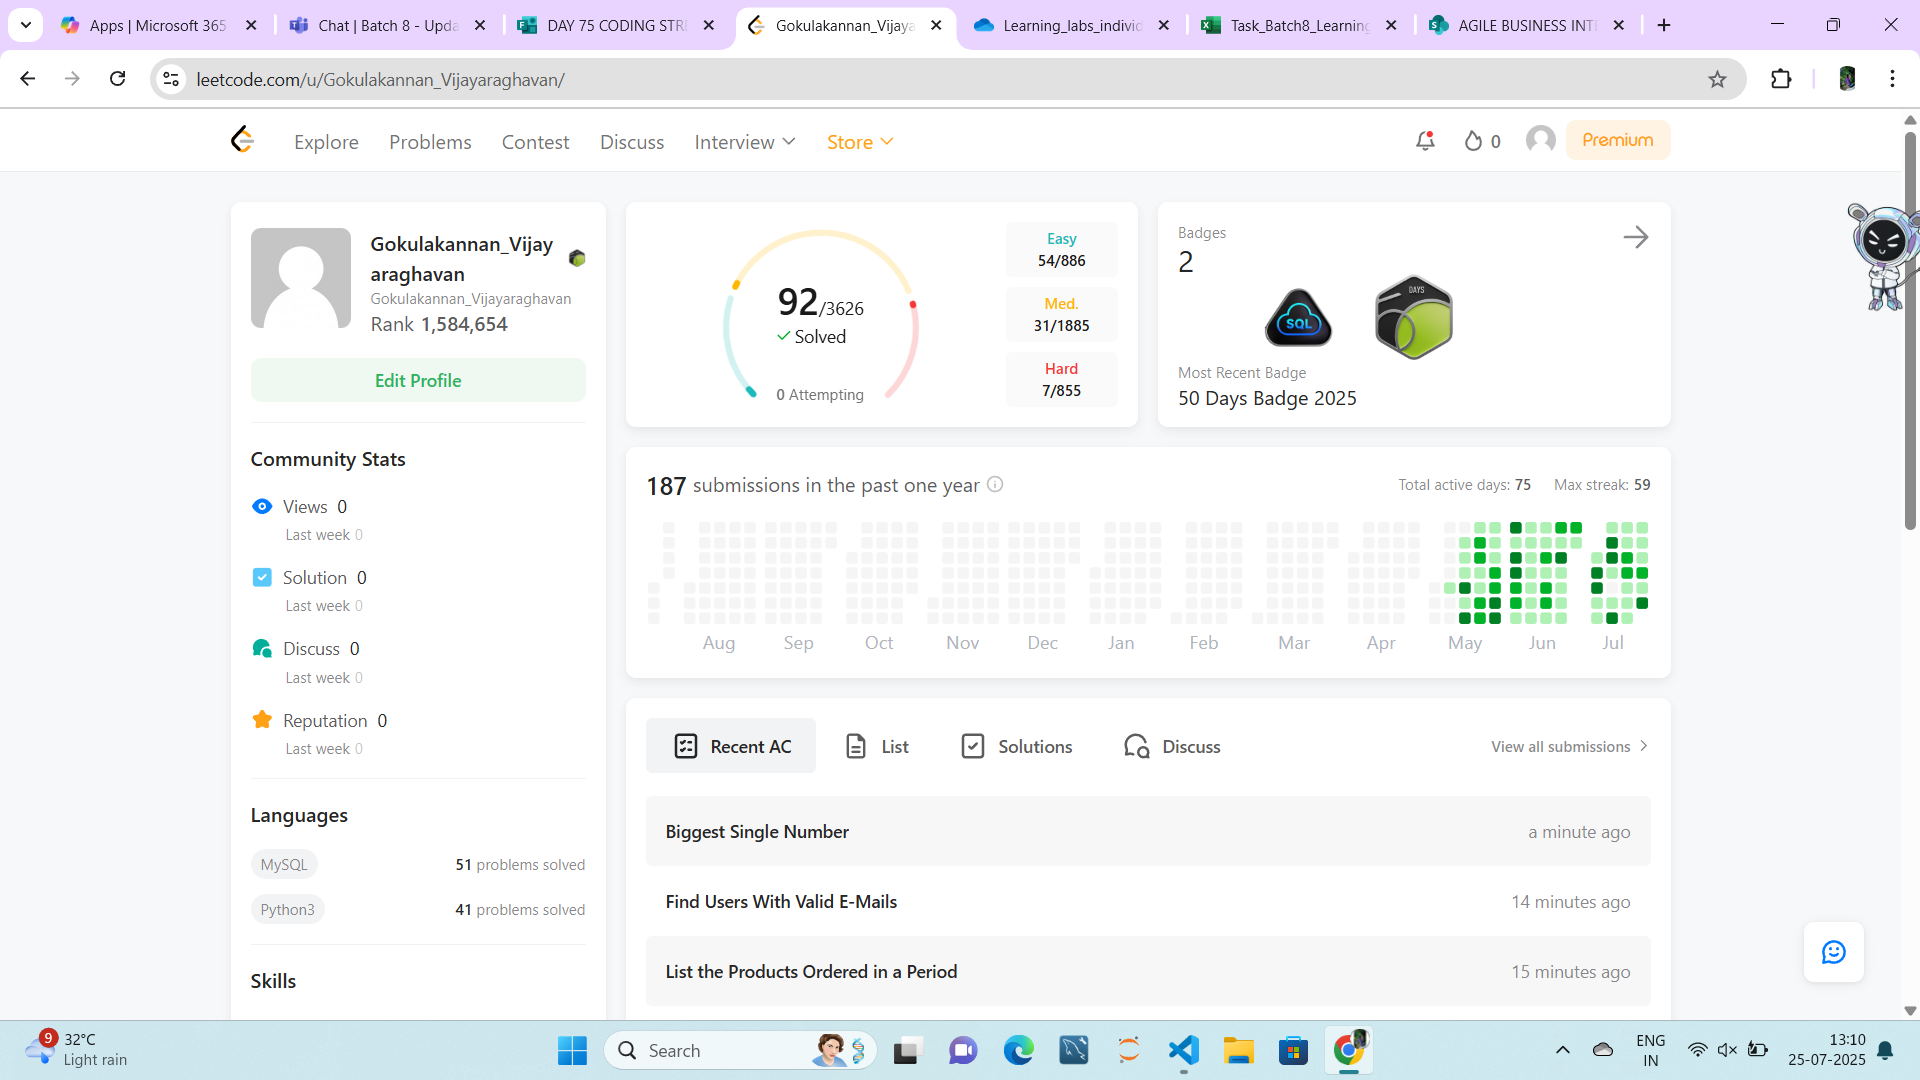 Apps | Microsoft 365
Chat | Batch 8 - Upda
DAY 75 CODING STRE
Gokulakannan_Vijaya
Learning_labs_individ
Task_Batch8_Learning
AGILE BUSINESS INTE
leetcode.com/u/Gokulakannan_Vijayaraghavan/
Explore
Problems
Contest
Discuss
Interview
Store
0
Premium
Gokulakannan_Vijay
araghavan
Gokulakannan_Vijayaraghavan
Rank 1,584,654
Edit Profile
Community Stats
Views 0
Last week 0
Solution 0
Last week 0
Discuss 0
Last week 0
Reputation 0
Last week 0
Languages
MySQL
51 problems solved
Python3
41 problems solved
Skills
92/3626
Solved
0 Attempting
Easy
54/886
Med.
31/1885
Hard
7/855
Badges
2
SQL
DAYS
Most Recent Badge
50 Days Badge 2025
187 submissions in the past one year
Total active days: 75
Max streak: 59
Aug Sep Oct Nov Dec Jan Feb Mar Apr May Jun Jul
Recent AC
List
Solutions
Discuss
View all submissions
Biggest Single Number
a minute ago
Find Users With Valid E-Mails
14 minutes ago
List the Products Ordered in a Period
15 minutes ago
9
32°C
Light rain
Search
ENG
IN
13:10
25-07-2025